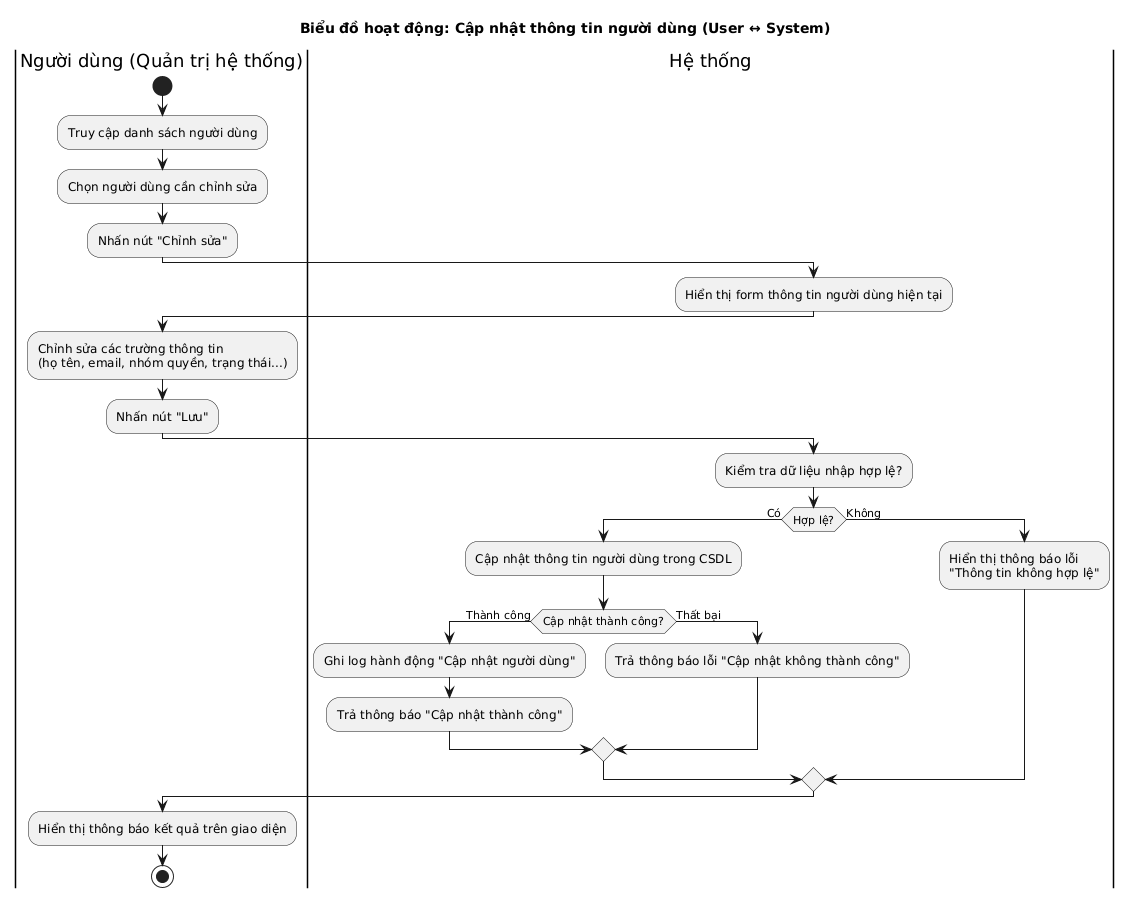 Biểu đồ hoạt động: Cập nhật thông tin người dùng (User ↔ System)
Người dùng (Quản trị hệ thống)
Hệ thống
Truy cập danh sách người dùng
Chọn người dùng cần chỉnh sửa
Nhấn nút "Chỉnh sửa"
Hiển thị form thông tin người dùng hiện tại
Chỉnh sửa các trường thông tin
(họ tên, email, nhóm quyền, trạng thái...)
Nhấn nút "Lưu"
Kiểm tra dữ liệu nhập hợp lệ?
Có
Hợp lệ?
Không
Cập nhật thông tin người dùng trong CSDL
Hiển thị thông báo lỗi
"Thông tin không hợp lệ"
Thành công
Cập nhật thành công?
Thất bại
Ghi log hành động "Cập nhật người dùng"
Trả thông báo lỗi "Cập nhật không thành công"
Trả thông báo "Cập nhật thành công"
Hiển thị thông báo kết quả trên giao diện